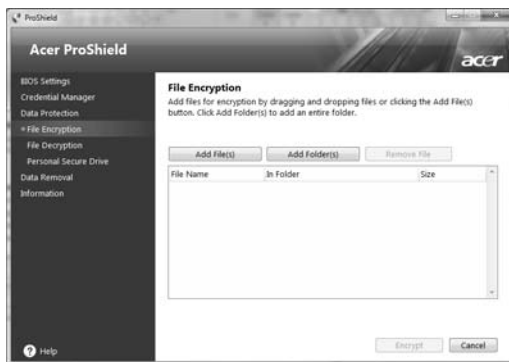 ProShield
Acer ProShield
acer
BIOS Settings
Credential Manager
Data Protection
File Encryption
File Decryption
Personal Secure Drive
Data Removal
Information
Help
File Encryption
Add files for encryption by dragging and dropping files or clicking the Add File(s)
button. Click Add Folder(s) to add an entire folder.
Add File(s) Add Folder(s) Remove File
File Name In Folder Size
Encrypt Cancel